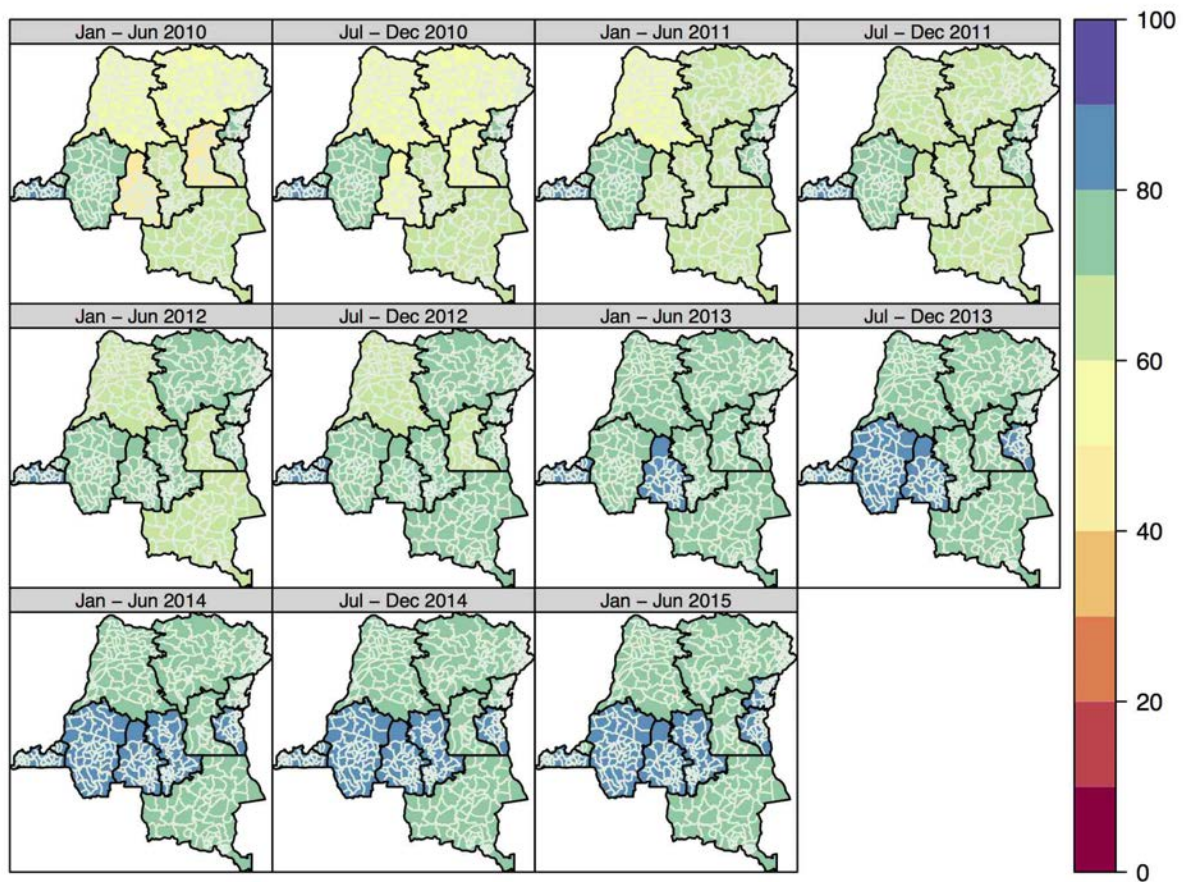 Jan – Jun 2010
Jul – Dec 2010
Jan – Jun 2011
Jul – Dec 2011
Jan – Jun 2012
Jul – Dec 2012
Jan – Jun 2013
Jul – Dec 2013
Jan – Jun 2014
Jul – Dec 2014
Jan – Jun 2015
100
80
60
40
20
0